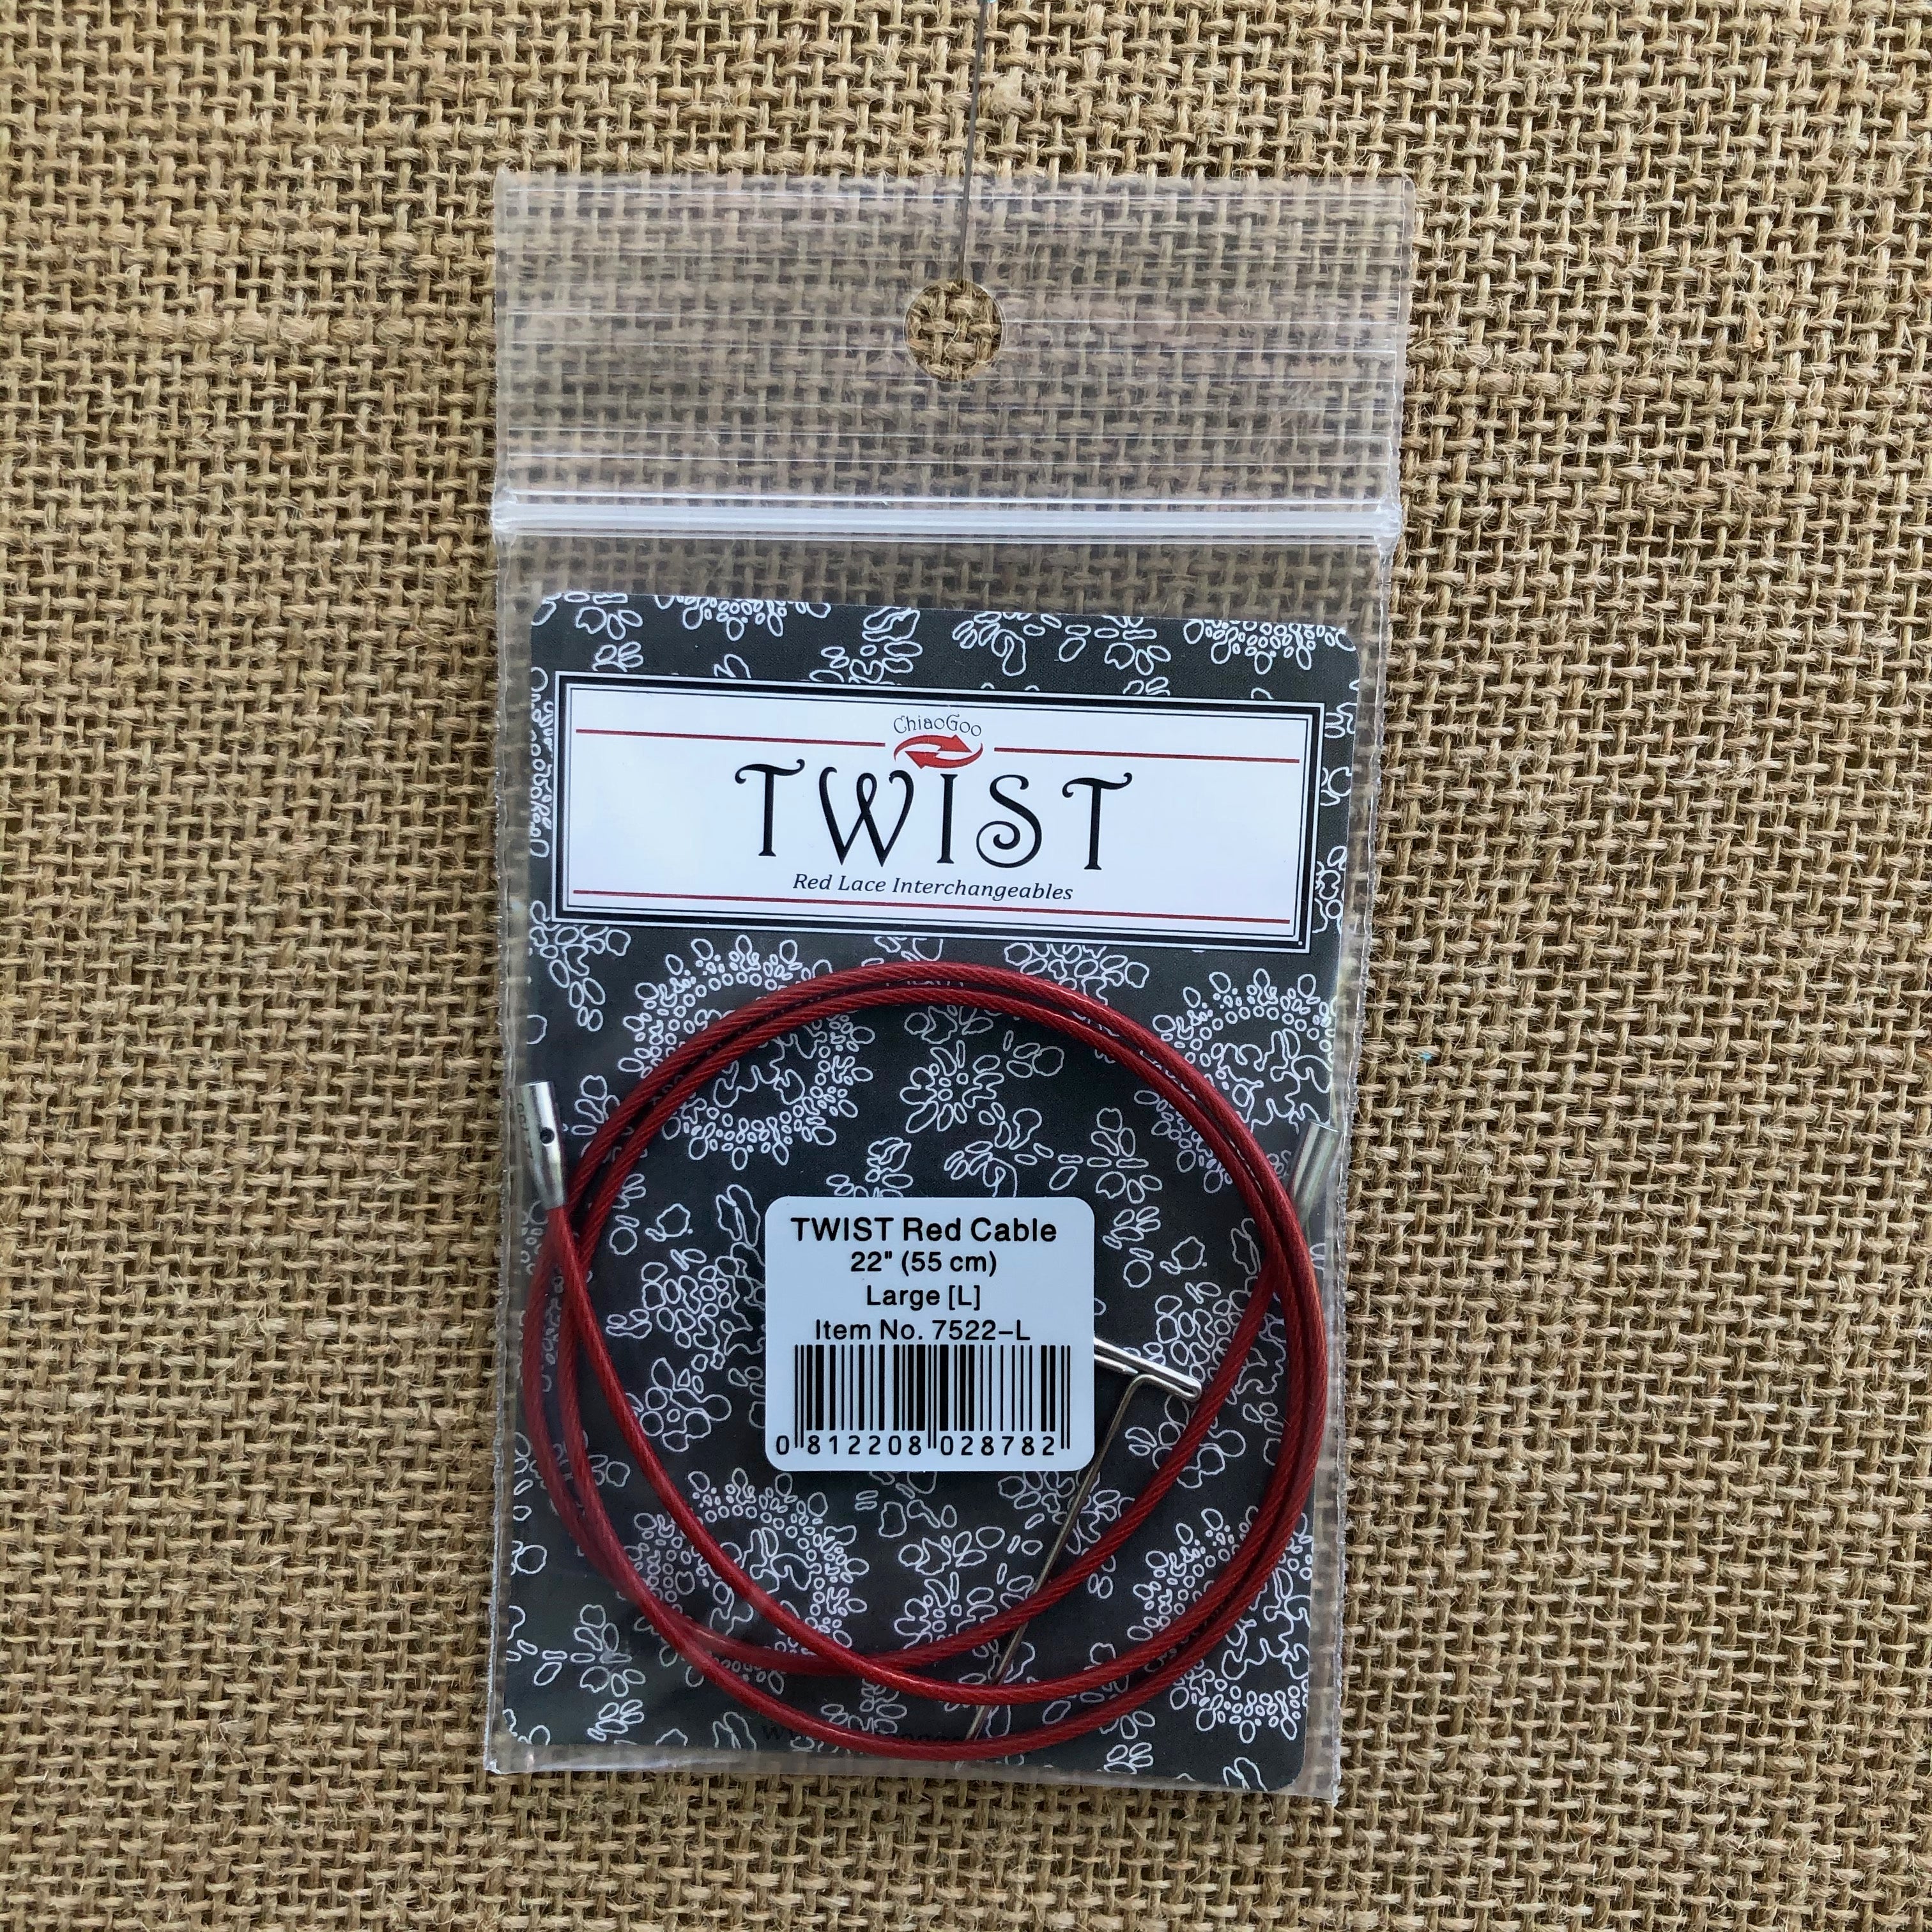 ChiaoGoo
TWIST
Red Lace Interchangeables
TWIST Red Cable
22" (55 cm)
Large [L]
Item No. 7522-L
0 812208 028782